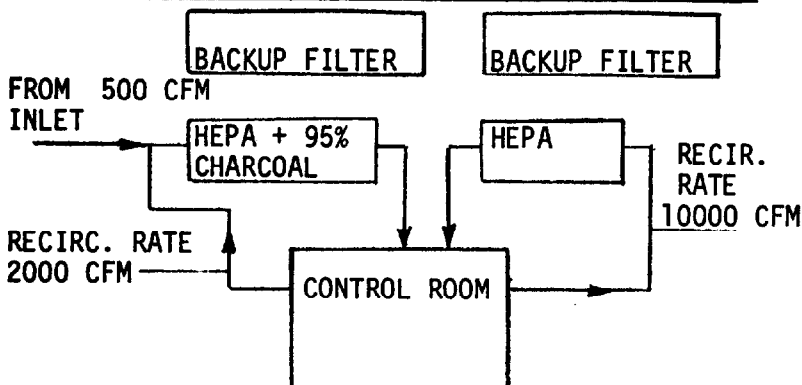 BACKUP FILTER
BACKUP FILTER
FROM 500 CFM
INLET
HEPA + 95%
CHARCOAL
HEPA
RECIR.
RATE
10000 CFM
RECIRC. RATE
2000 CFM
CONTROL ROOM